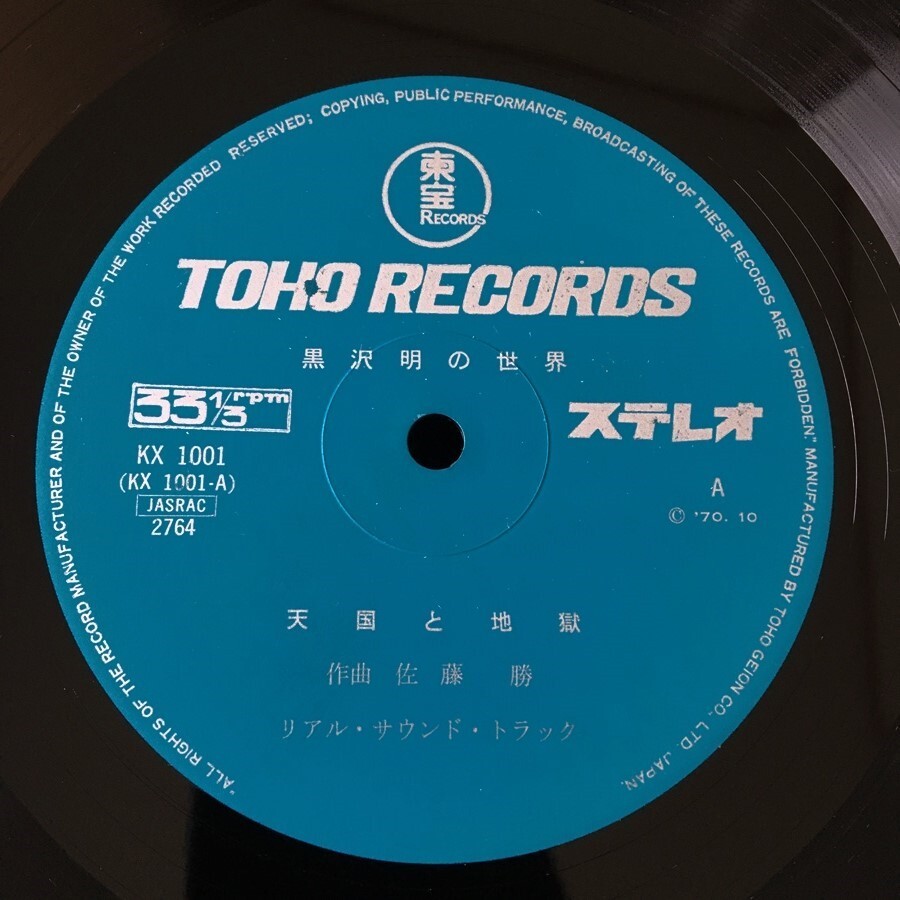 東宝
RECORDS
TOHO RECORDS
黒沢明の世界
33 1/3 rpm
ステレオ
KX 1001
(KX 1001-A)
JASRAC
2764
A
© '70. 10
天国と地獄
作曲 佐藤 勝
リアル・サウンド・トラック
"ALL RIGHTS OF THE RECORD MANUFACTURER AND OF THE OWNER OF THE WORK RECORDED RESERVED; COPYING, PUBLIC PERFORMANCE, BROADCASTING OF THESE RECORDS ARE FORBIDDEN." MANUFACTURED BY TOHO GEION CO., LTD. JAPAN.